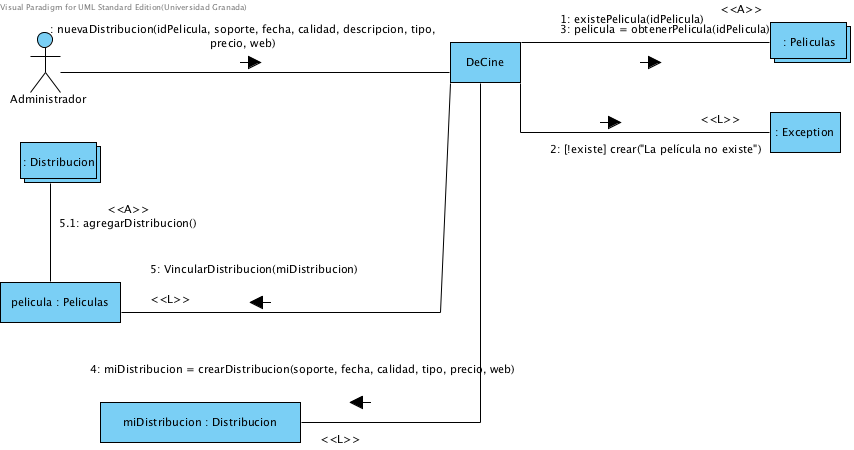 Visual Paradigm for UML Standard Edition(Universidad Granada)
<<A>>
: nuevaDistribucion(idPelicula, soporte, fecha, calidad, descripcion, tipo,
precio, web)
1: existePelicula(idPelicula)
3: pelicula = obtenerPelicula(idPelicula)
: Peliculas
DeCine
Administrador
<<L>>
: Exception
2: [!existe] crear("La película no existe")
: Distribucion
<<A>>
5.1: agregarDistribucion()
5: VincularDistribucion(miDistribucion)
<<L>>
pelicula : Peliculas
4: miDistribucion = crearDistribucion(soporte, fecha, calidad, tipo, precio, web)
miDistribucion : Distribucion
<<L>>